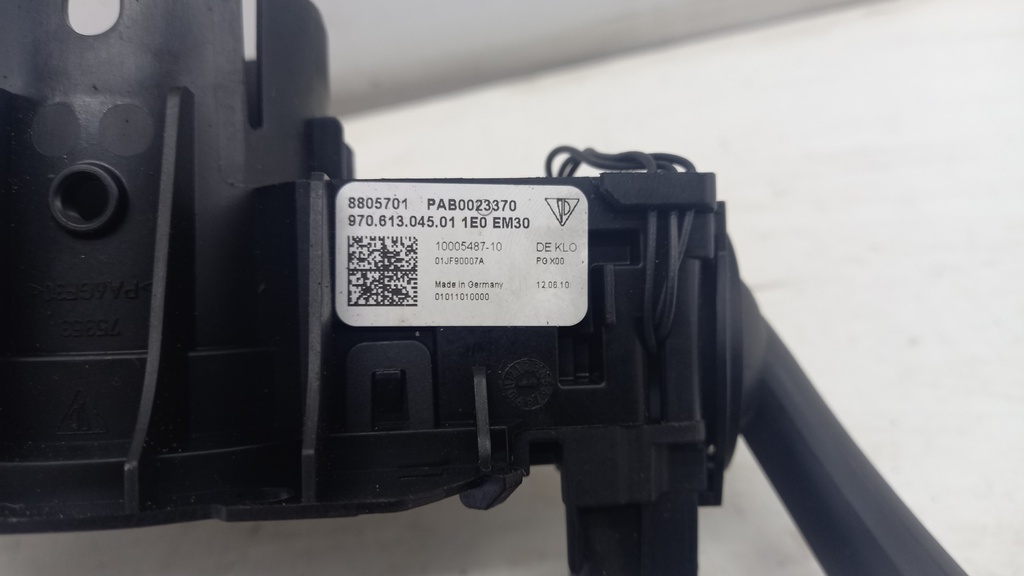 8805701 PAB0023370
970.613.045.01 1E0 EM30
10005487-10 DE KLO
01JF90007A PG X00
Made in Germany 12.06.10
01011010000
>PA6GF30<